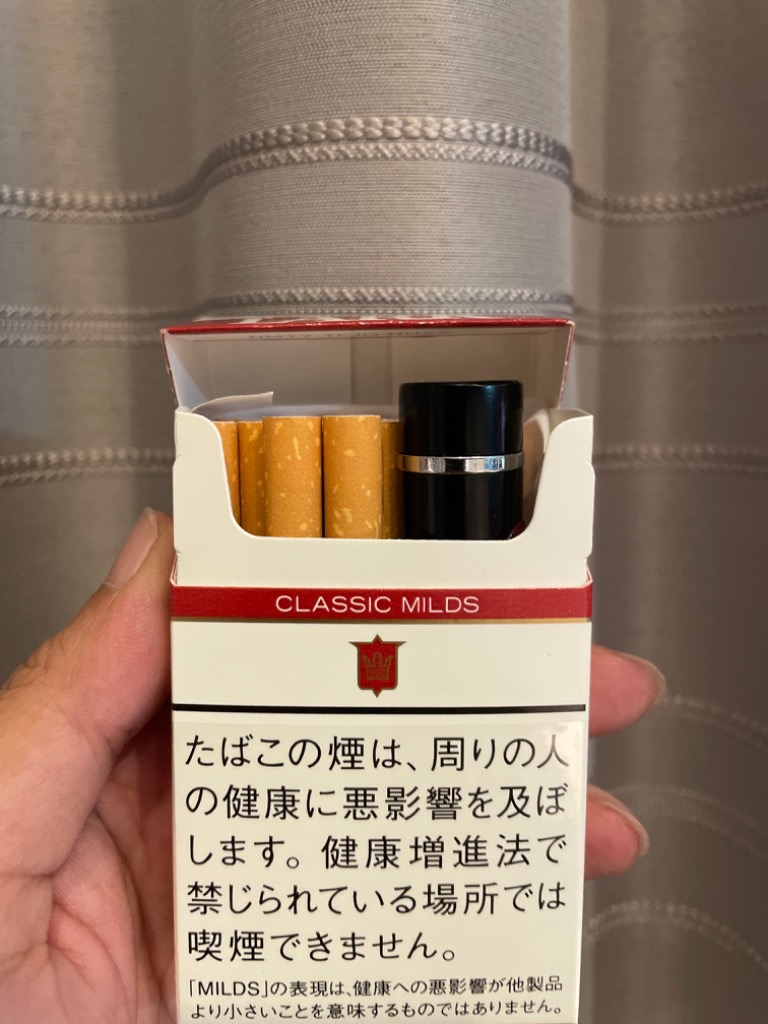 CLASSIC MILDS
たばこの煙は、周りの人
の健康に悪影響を及ぼ
します。健康増進法で
禁じられている場所では
喫煙できません。
「MILDS」の表現は、健康への悪影響が他製品
より小さいことを意味するものではありません。